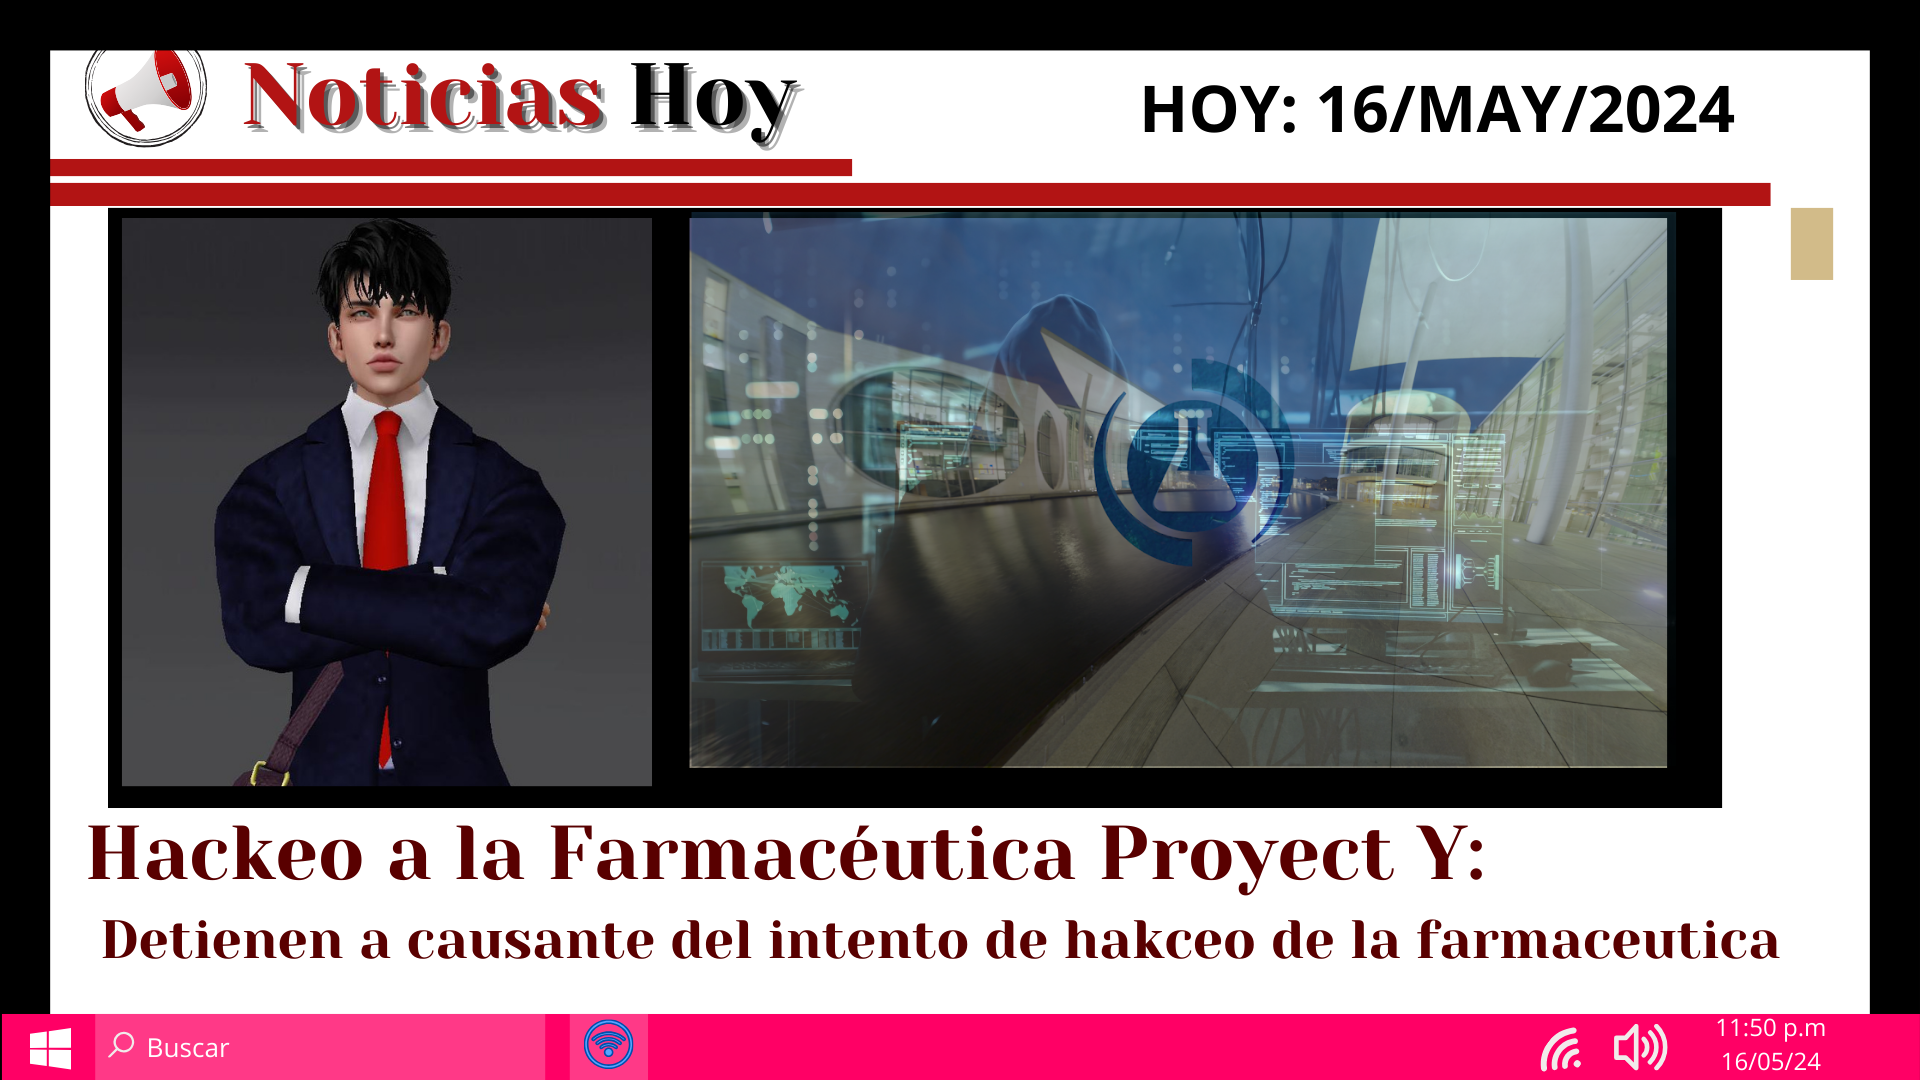 Noticias Hoy
HOY: 16/MAY/2024
Hackeo a la Farmacéutica Proyect Y:
Detienen a causante del intento de hakceo de la farmaceutica
Buscar
11:50 p.m
16/05/24